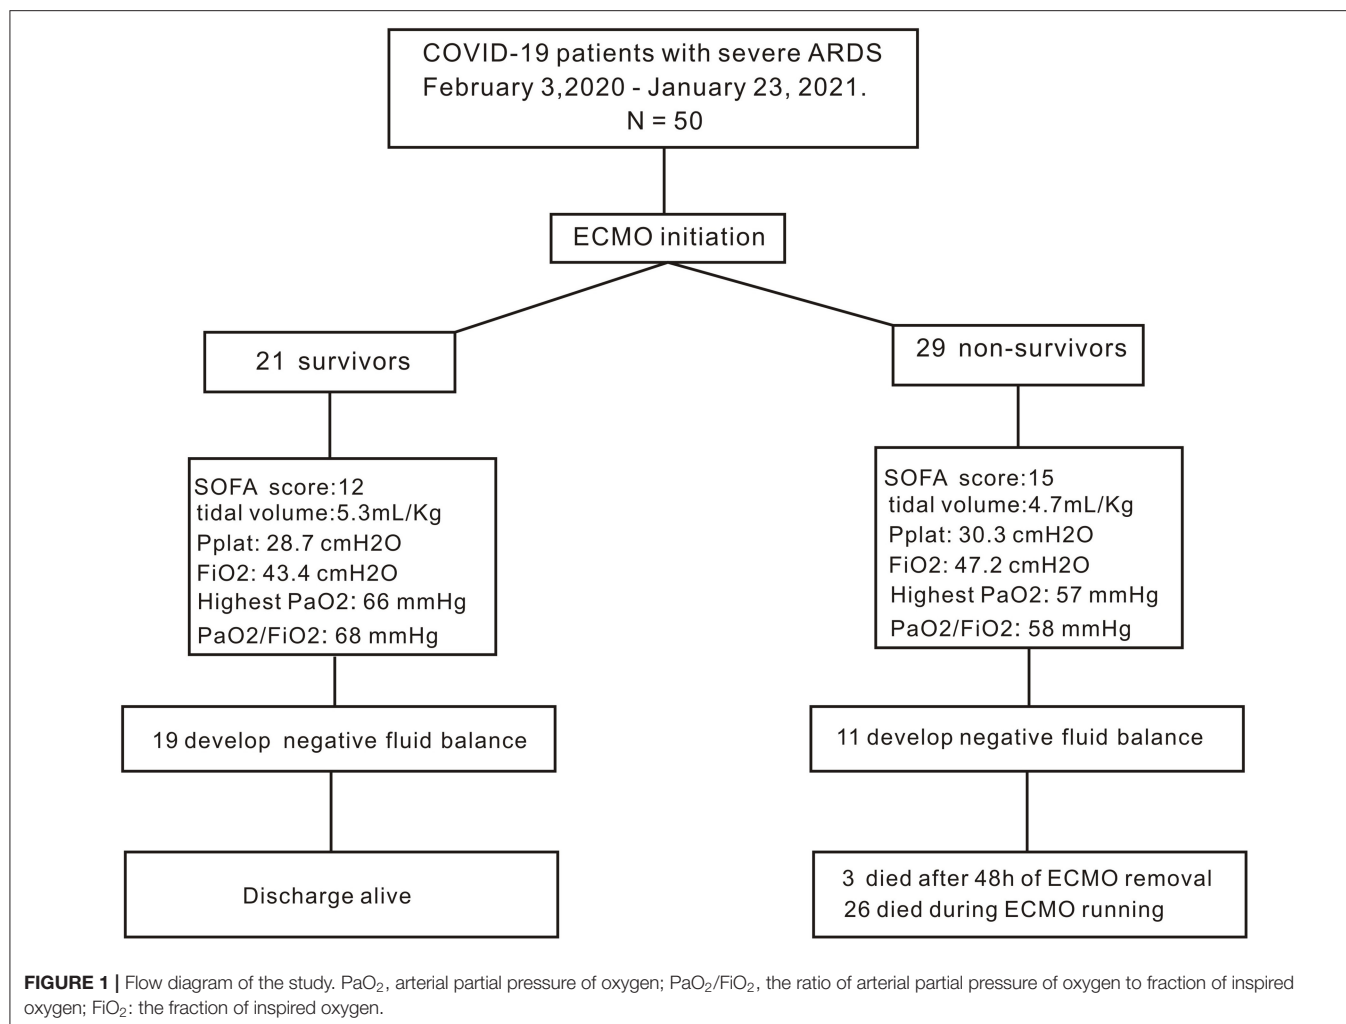 COVID-19 patients with severe ARDS
February 3,2020 - January 23, 2021.
N = 50
ECMO initiation
21 survivors
29 non-survivors
SOFA score:12
tidal volume:5.3mL/Kg
Pplat: 28.7 cmH2O
FiO2: 43.4 cmH2O
Highest PaO2: 66 mmHg
PaO2/FiO2: 68 mmHg
SOFA score:15
tidal volume:4.7mL/Kg
Pplat: 30.3 cmH2O
FiO2: 47.2 cmH2O
Highest PaO2: 57 mmHg
PaO2/FiO2: 58 mmHg
19 develop negative fluid balance
11 develop negative fluid balance
Discharge alive
3 died after 48h of ECMO removal
26 died during ECMO running
FIGURE 1 | Flow diagram of the study. PaO₂, arterial partial pressure of oxygen; PaO₂/FiO₂, the ratio of arterial partial pressure of oxygen to fraction of inspired
oxygen; FiO₂: the fraction of inspired oxygen.